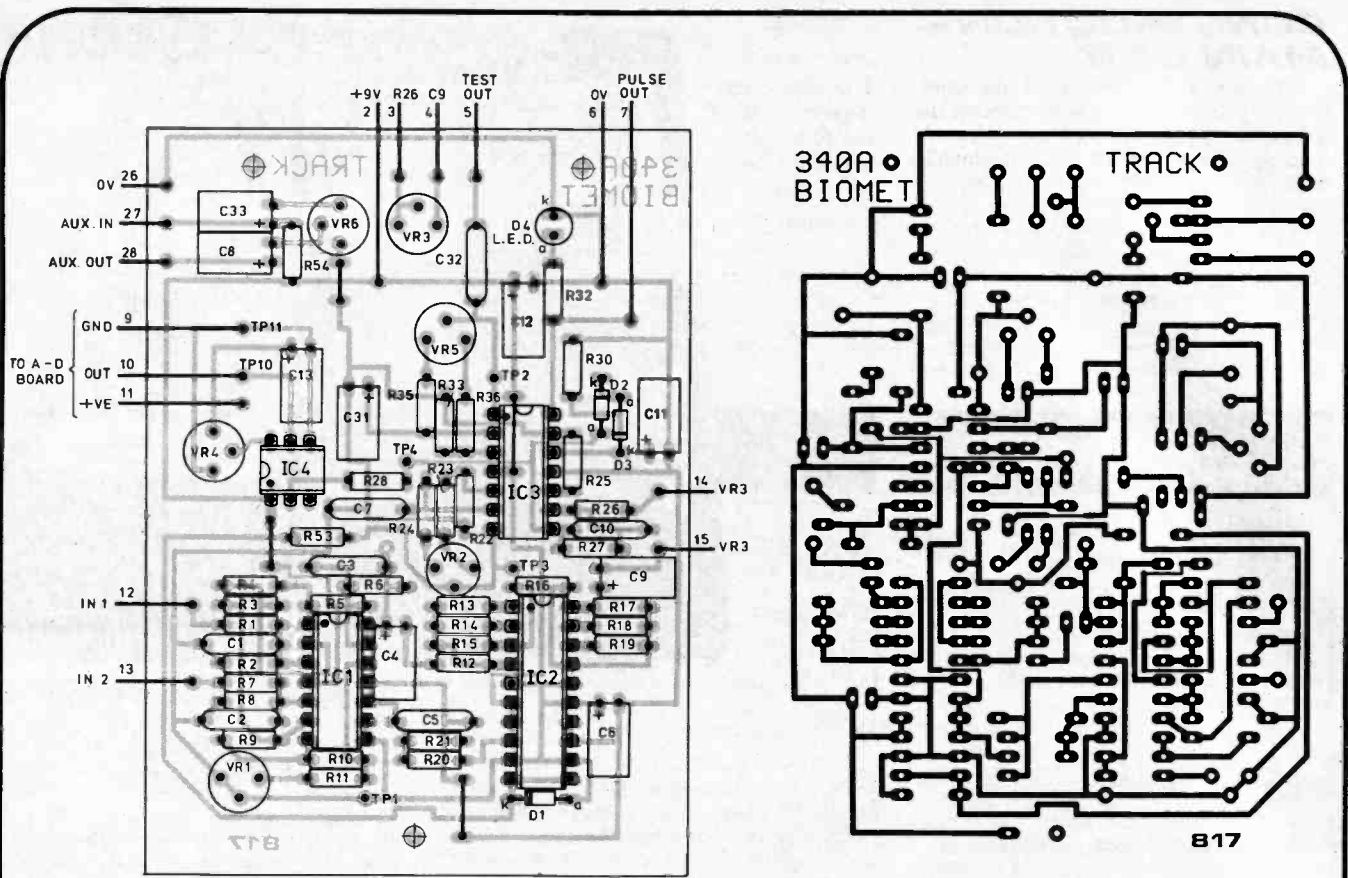 TEST OUT
PULSE OUT
+9V R26 C9 0V
2 3 4 5 6 7
0V 26
AUX. IN 27
AUX. OUT 28
GND 9
TO A-D BOARD
OUT 10
+VE 11
IN 1 12
IN 2 13
14 VR3
15 VR3
TRACK
340A
BIOMET
C33
C8
R54
VR6
VR3
C32
k
D4
L.E.D.
a
R32
C12
TP11
TP10
C13
VR5
R30
TP2
k D2
a
a
D3
C11
C31
R35
R33
R36
VR4
IC4
TP4
R28
R23
IC3
R25
C7
R24
R22
R26
C10
R53
R27
VR2
C3
R6
TP3
R16
C9
R4
R3
R5
R13
R17
R1
R14
R18
C1
R15
R19
C4
R2
R12
R7
IC1
IC2
R8
C2
C5
C6
R9
R21
R10
R20
VR1
R11
TP1
k
D1
a
817
340A
BIOMET
TRACK
817